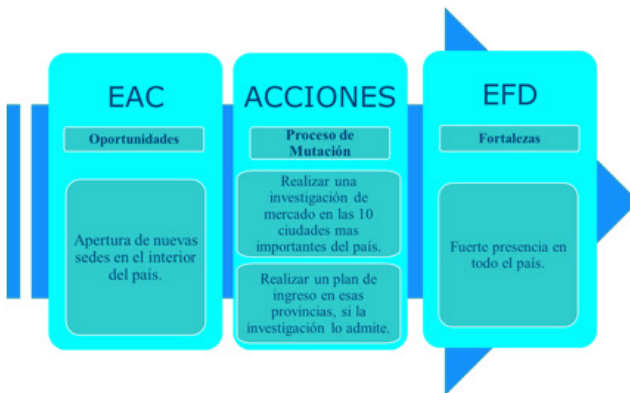 EAC
Oportunidades
Apertura de nuevas
sedes en el interior
del país.
ACCIONES
Proceso de
Mutación
Realizar una
investigación de
mercado en las 10
ciudades mas
importantes del país.
Realizar un plan de
ingreso en esas
provincias, si la
investigación lo admite.
EFD
Fortalezas
Fuerte presencia en
todo el país.